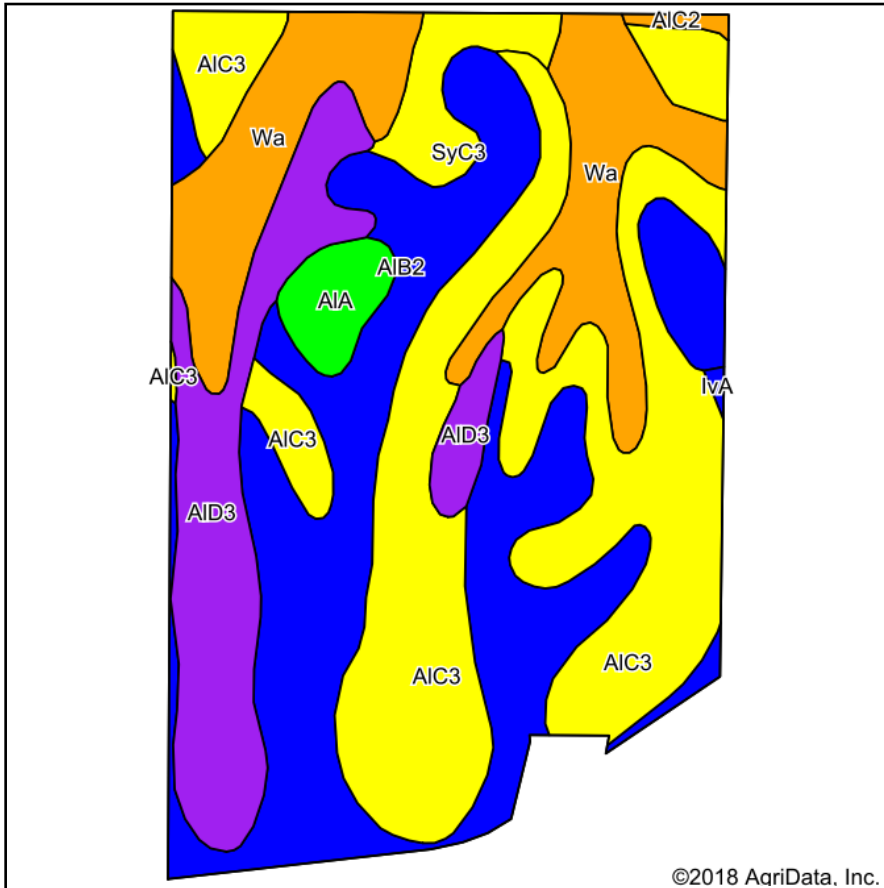 AlC2
AlC3
Wa
SyC3
Wa
AlB2
AlA
AlC3
IvA
AlC3
AlD3
AlD3
AlC3
AlC3
©2018 AgriData, Inc.